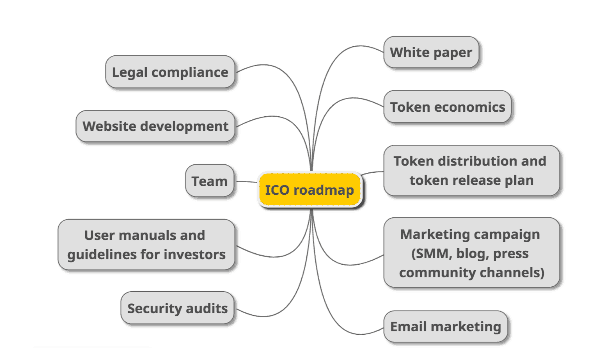 White paper
Legal compliance
Token economics
Website development
Token distribution and
token release plan
Team
ICO roadmap
User manuals and
guidelines for investors
Marketing campaign
(SMM, blog, press
community channels)
Security audits
Email marketing